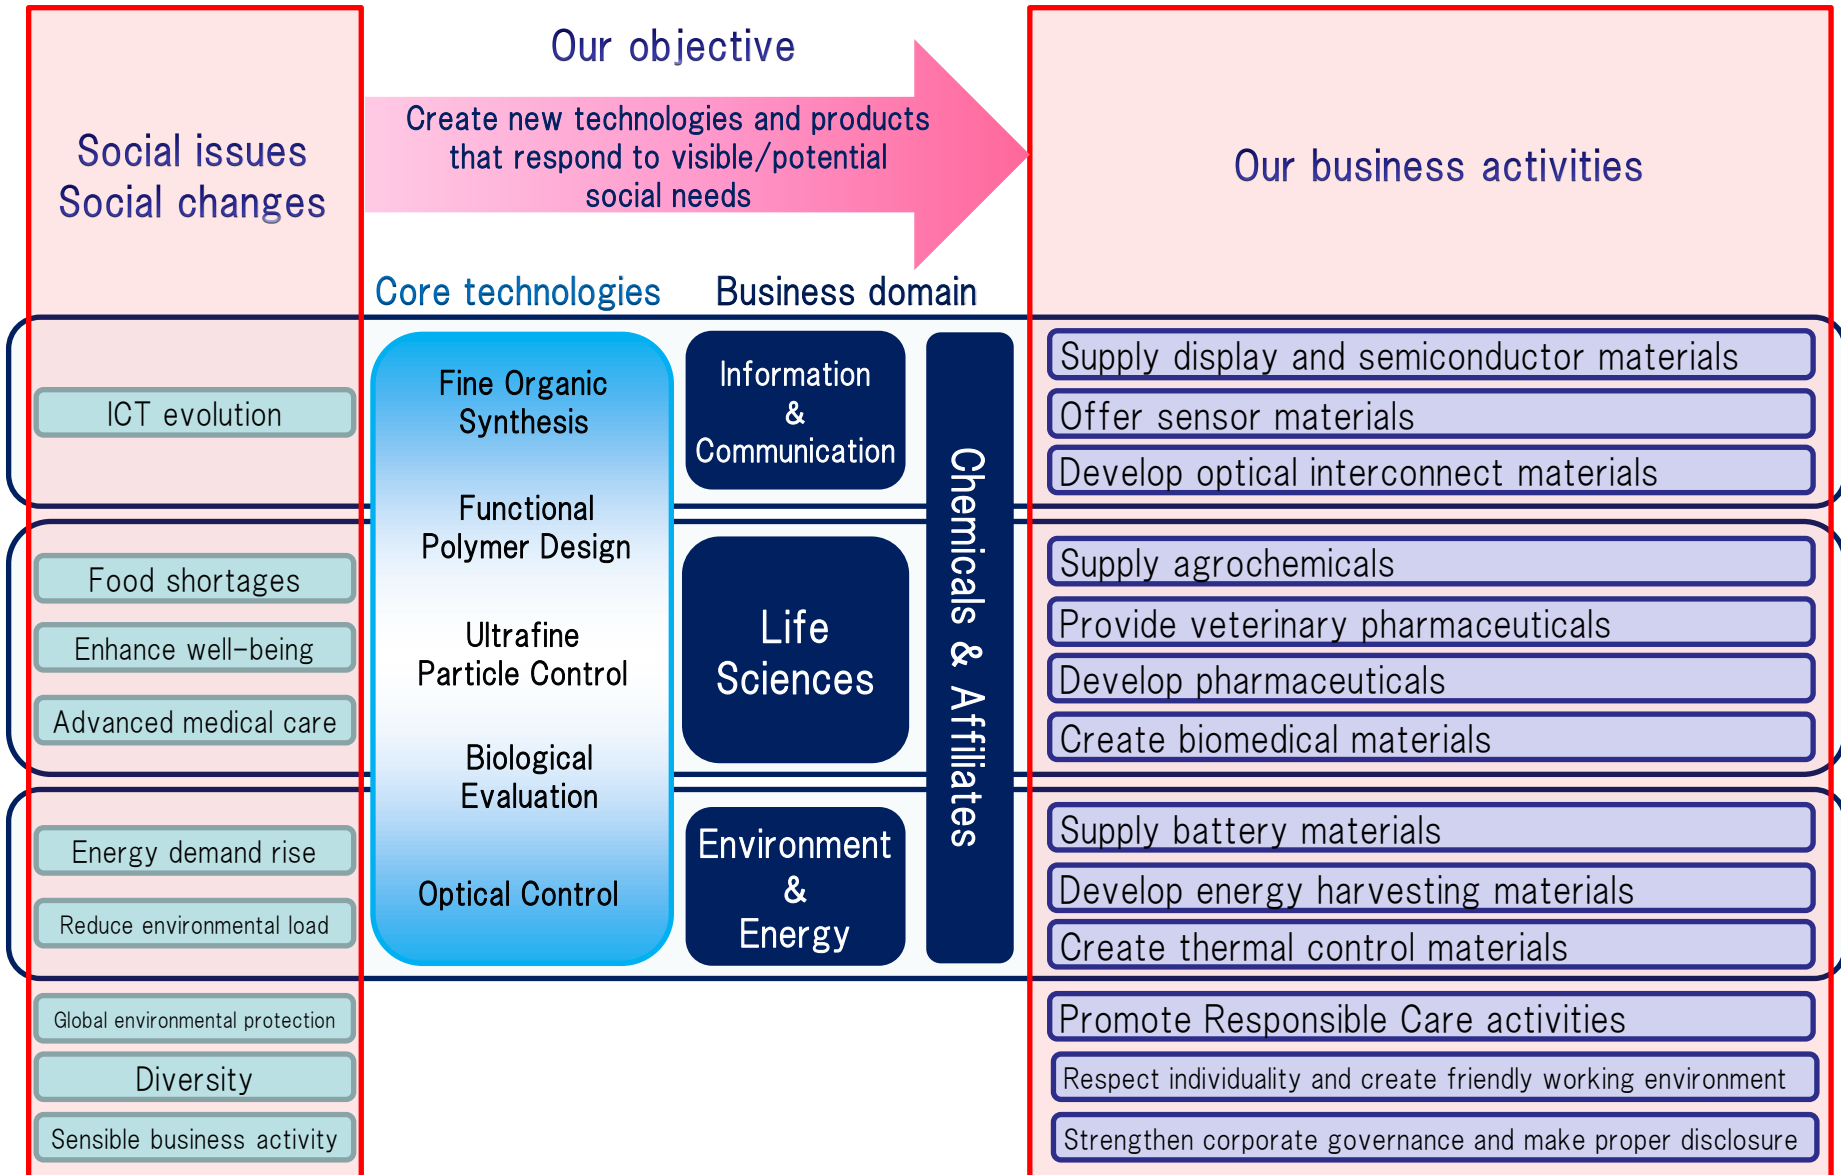 Our objective
Create new technologies and products
that respond to visible/potential
social needs
Social issues
Social changes
Our business activities
Core technologies
Business domain
ICT evolution
Food shortages
Enhance well-being
Advanced medical care
Energy demand rise
Reduce environmental load
Global environmental protection
Diversity
Sensible business activity
Fine Organic
Synthesis
Functional
Polymer Design
Ultrafine
Particle Control
Biological
Evaluation
Optical Control
Information
&
Communication
Life
Sciences
Environment
&
Energy
Chemicals & Affiliates
Supply display and semiconductor materials
Offer sensor materials
Develop optical interconnect materials
Supply agrochemicals
Provide veterinary pharmaceuticals
Develop pharmaceuticals
Create biomedical materials
Supply battery materials
Develop energy harvesting materials
Create thermal control materials
Promote Responsible Care activities
Respect individuality and create friendly working environment
Strengthen corporate governance and make proper disclosure